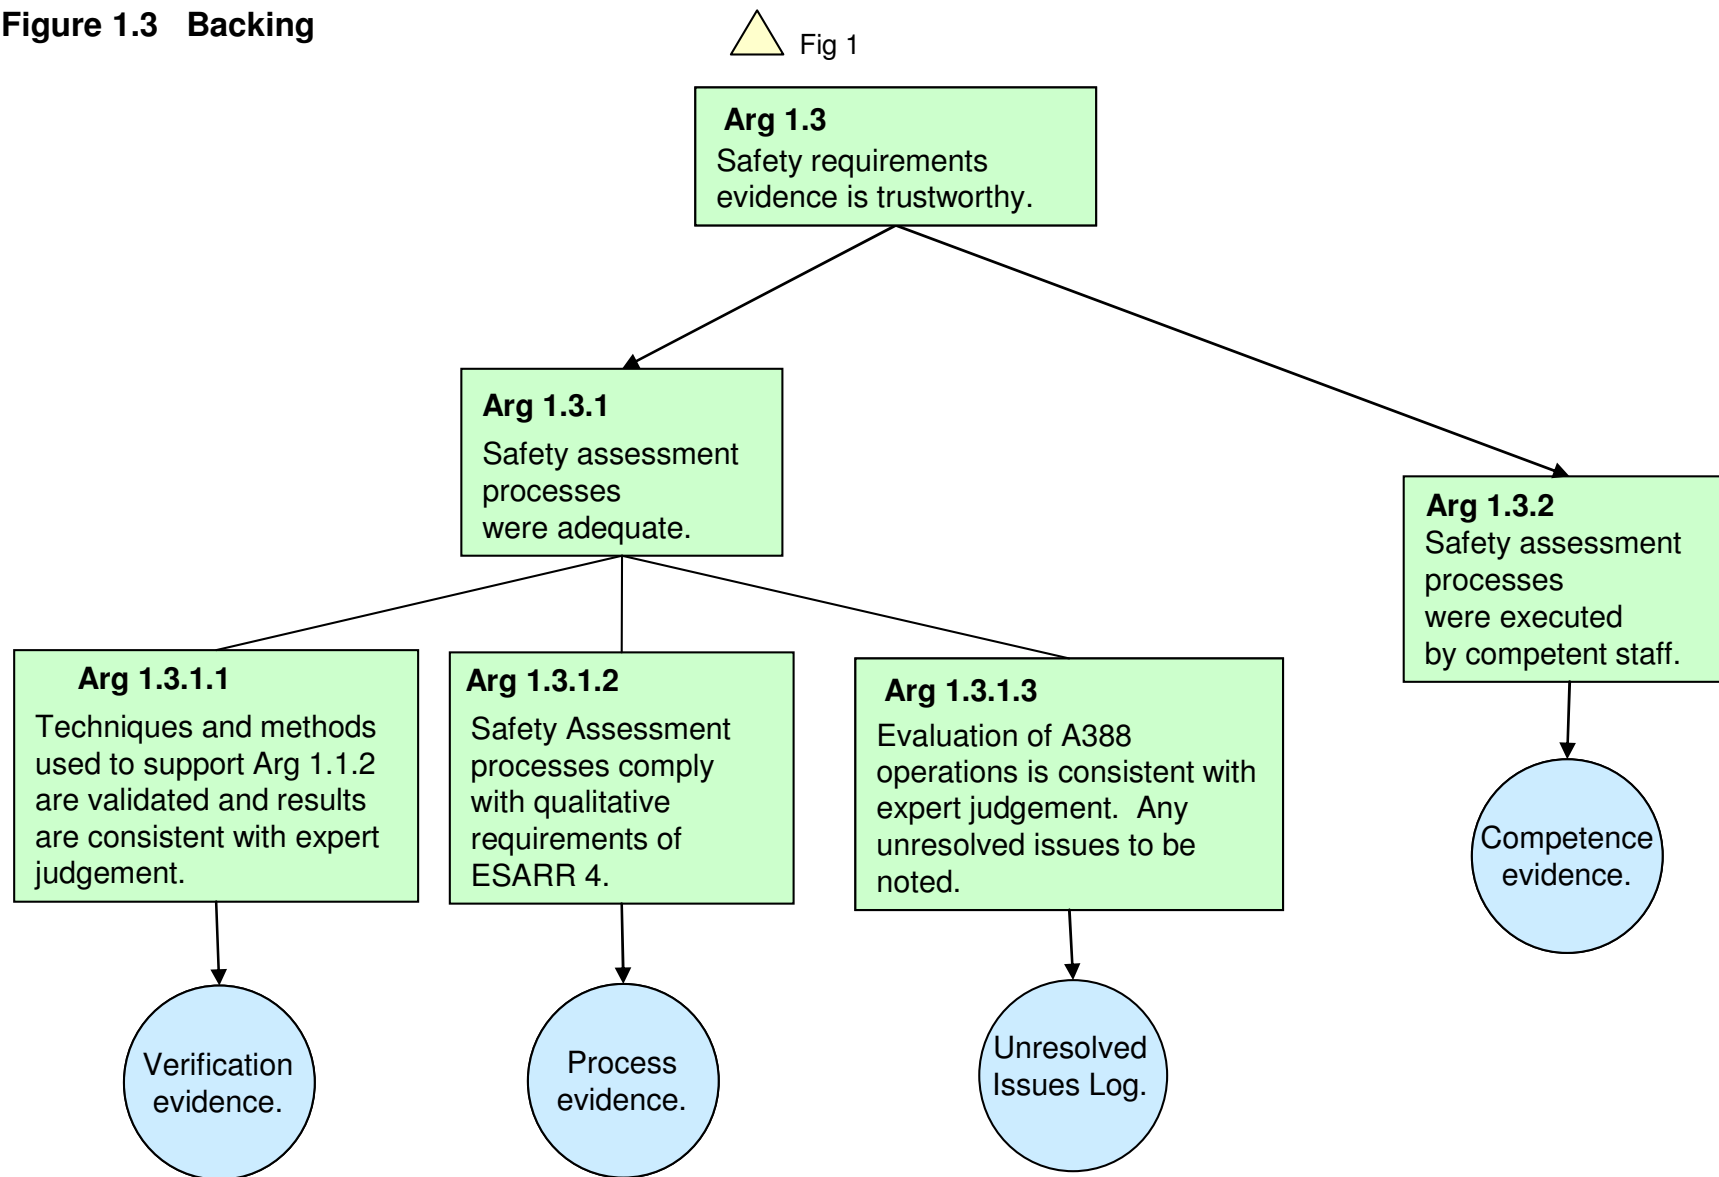 Figure 1.3 Backing
Fig 1
Arg 1.3
Safety requirements
evidence is trustworthy.
Arg 1.3.1
Safety assessment
processes
were adequate.
Arg 1.3.2
Safety assessment
processes
were executed
by competent staff.
Arg 1.3.1.1
Techniques and methods
used to support Arg 1.1.2
are validated and results
are consistent with expert
judgement.
Arg 1.3.1.2
Safety Assessment
processes comply
with qualitative
requirements of
ESARR 4.
Arg 1.3.1.3
Evaluation of A388
operations is consistent with
expert judgement. Any
unresolved issues to be
noted.
Competence
evidence.
Verification
evidence.
Process
evidence.
Unresolved
Issues Log.